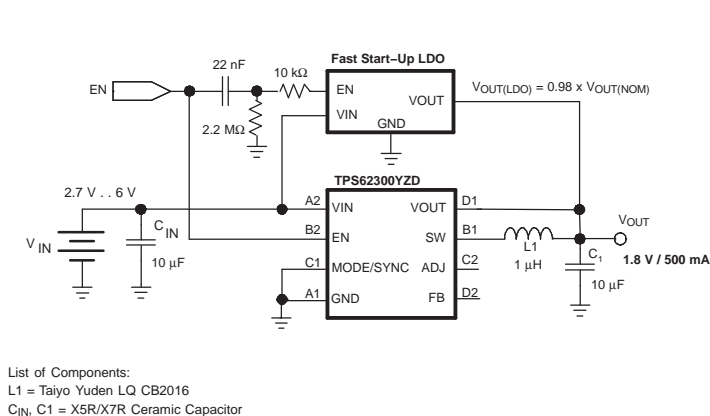 Fast Start–Up LDO
22 nF
10 kΩ
EN
EN
VOUT
VIN
GND
2.2 MΩ
VOUT(LDO) = 0.98 x VOUT(NOM)
TPS62300YZD
2.7 V . . 6 V
A2
VIN
VOUT
D1
B2
EN
SW
B1
C1
MODE/SYNC
ADJ
C2
A1
GND
FB
D2
V IN
C IN
10 μF
L1
1 μH
VOUT
C1
10 μF
1.8 V / 500 mA
List of Components:
L1 = Taiyo Yuden LQ CB2016
CIN, C1 = X5R/X7R Ceramic Capacitor